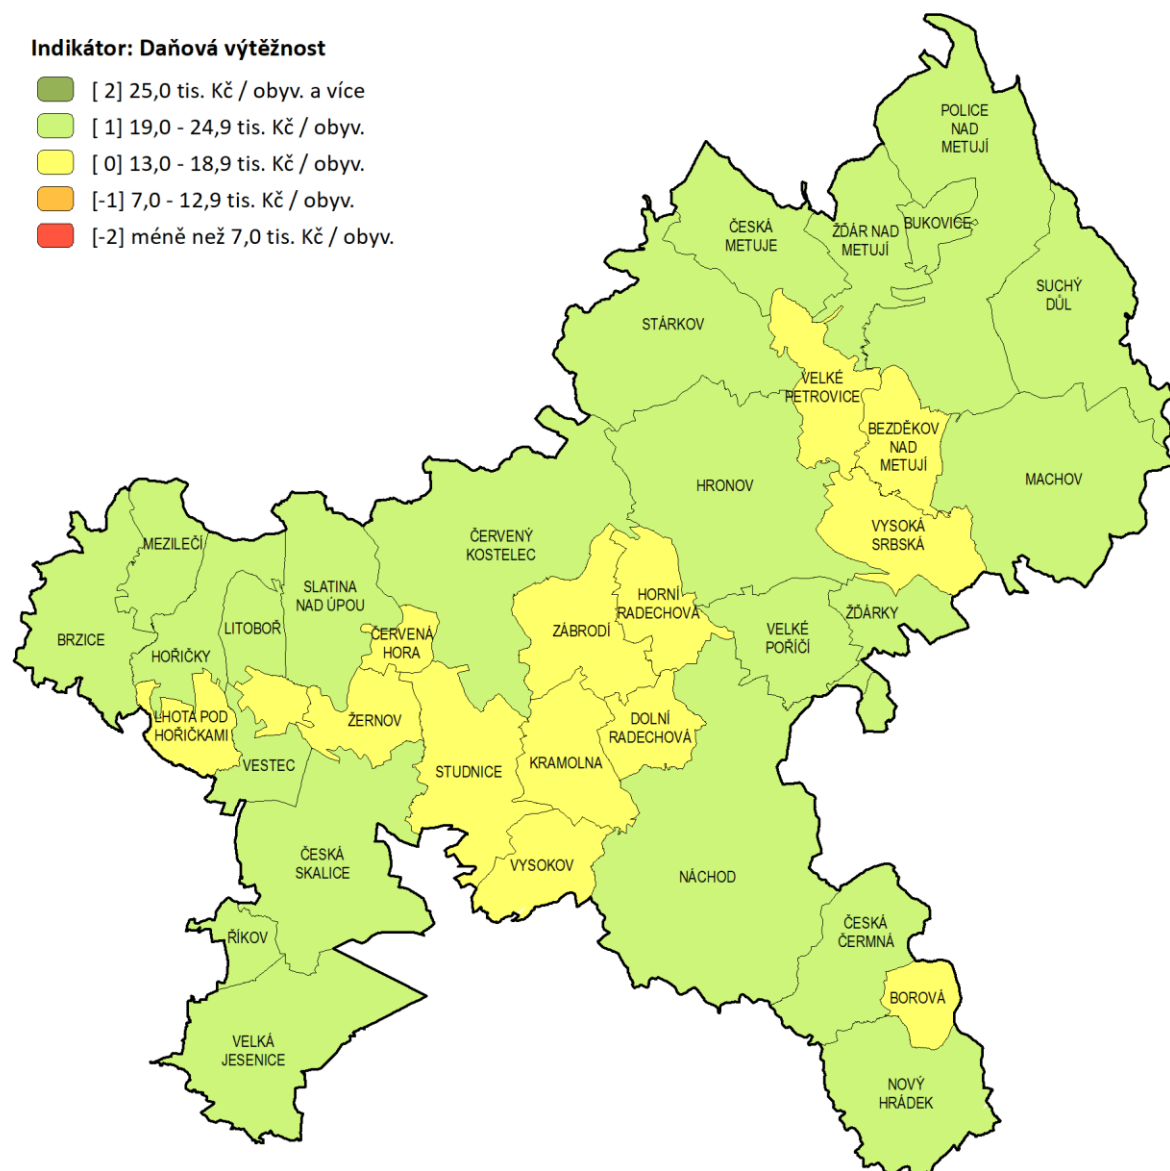 Indikátor: Daňová výtěžnost
[ 2] 25,0 tis. Kč / obyv. a více
[ 1] 19,0 - 24,9 tis. Kč / obyv.
[ 0] 13,0 - 18,9 tis. Kč / obyv.
[-1] 7,0 - 12,9 tis. Kč / obyv.
[-2] méně než 7,0 tis. Kč / obyv.
POLICE
NAD
METUJÍ
ČESKÁ
METUJE
ŽĎÁR NAD
METUJÍ
BUKOVICE
SUCHÝ
DŮL
STÁRKOV
VELKÉ
PETROVICE
BEZDĚKOV
NAD
METUJÍ
MACHOV
HRONOV
VYSOKÁ
SRBSKÁ
ČERVENÝ
KOSTELEC
MEZILEČÍ
SLATINA
NAD ÚPOU
HORNÍ
RADECHOVÁ
ŽĎÁRKY
BRZICE
LITOBOŘ
ČERVENÁ
HORA
ZÁBRODÍ
VELKÉ
POŘÍČÍ
HOŘIČKY
LHOTA POD
HOŘIČKAMI
ŽERNOV
DOLNÍ
RADECHOVÁ
VESTEC
STUDNICE
KRAMOLNA
ČESKÁ
SKALICE
VYSOKOV
NÁCHOD
ŘÍKOV
ČESKÁ
ČERMNÁ
BOROVÁ
VELKÁ
JESENICE
NOVÝ
HRÁDEK